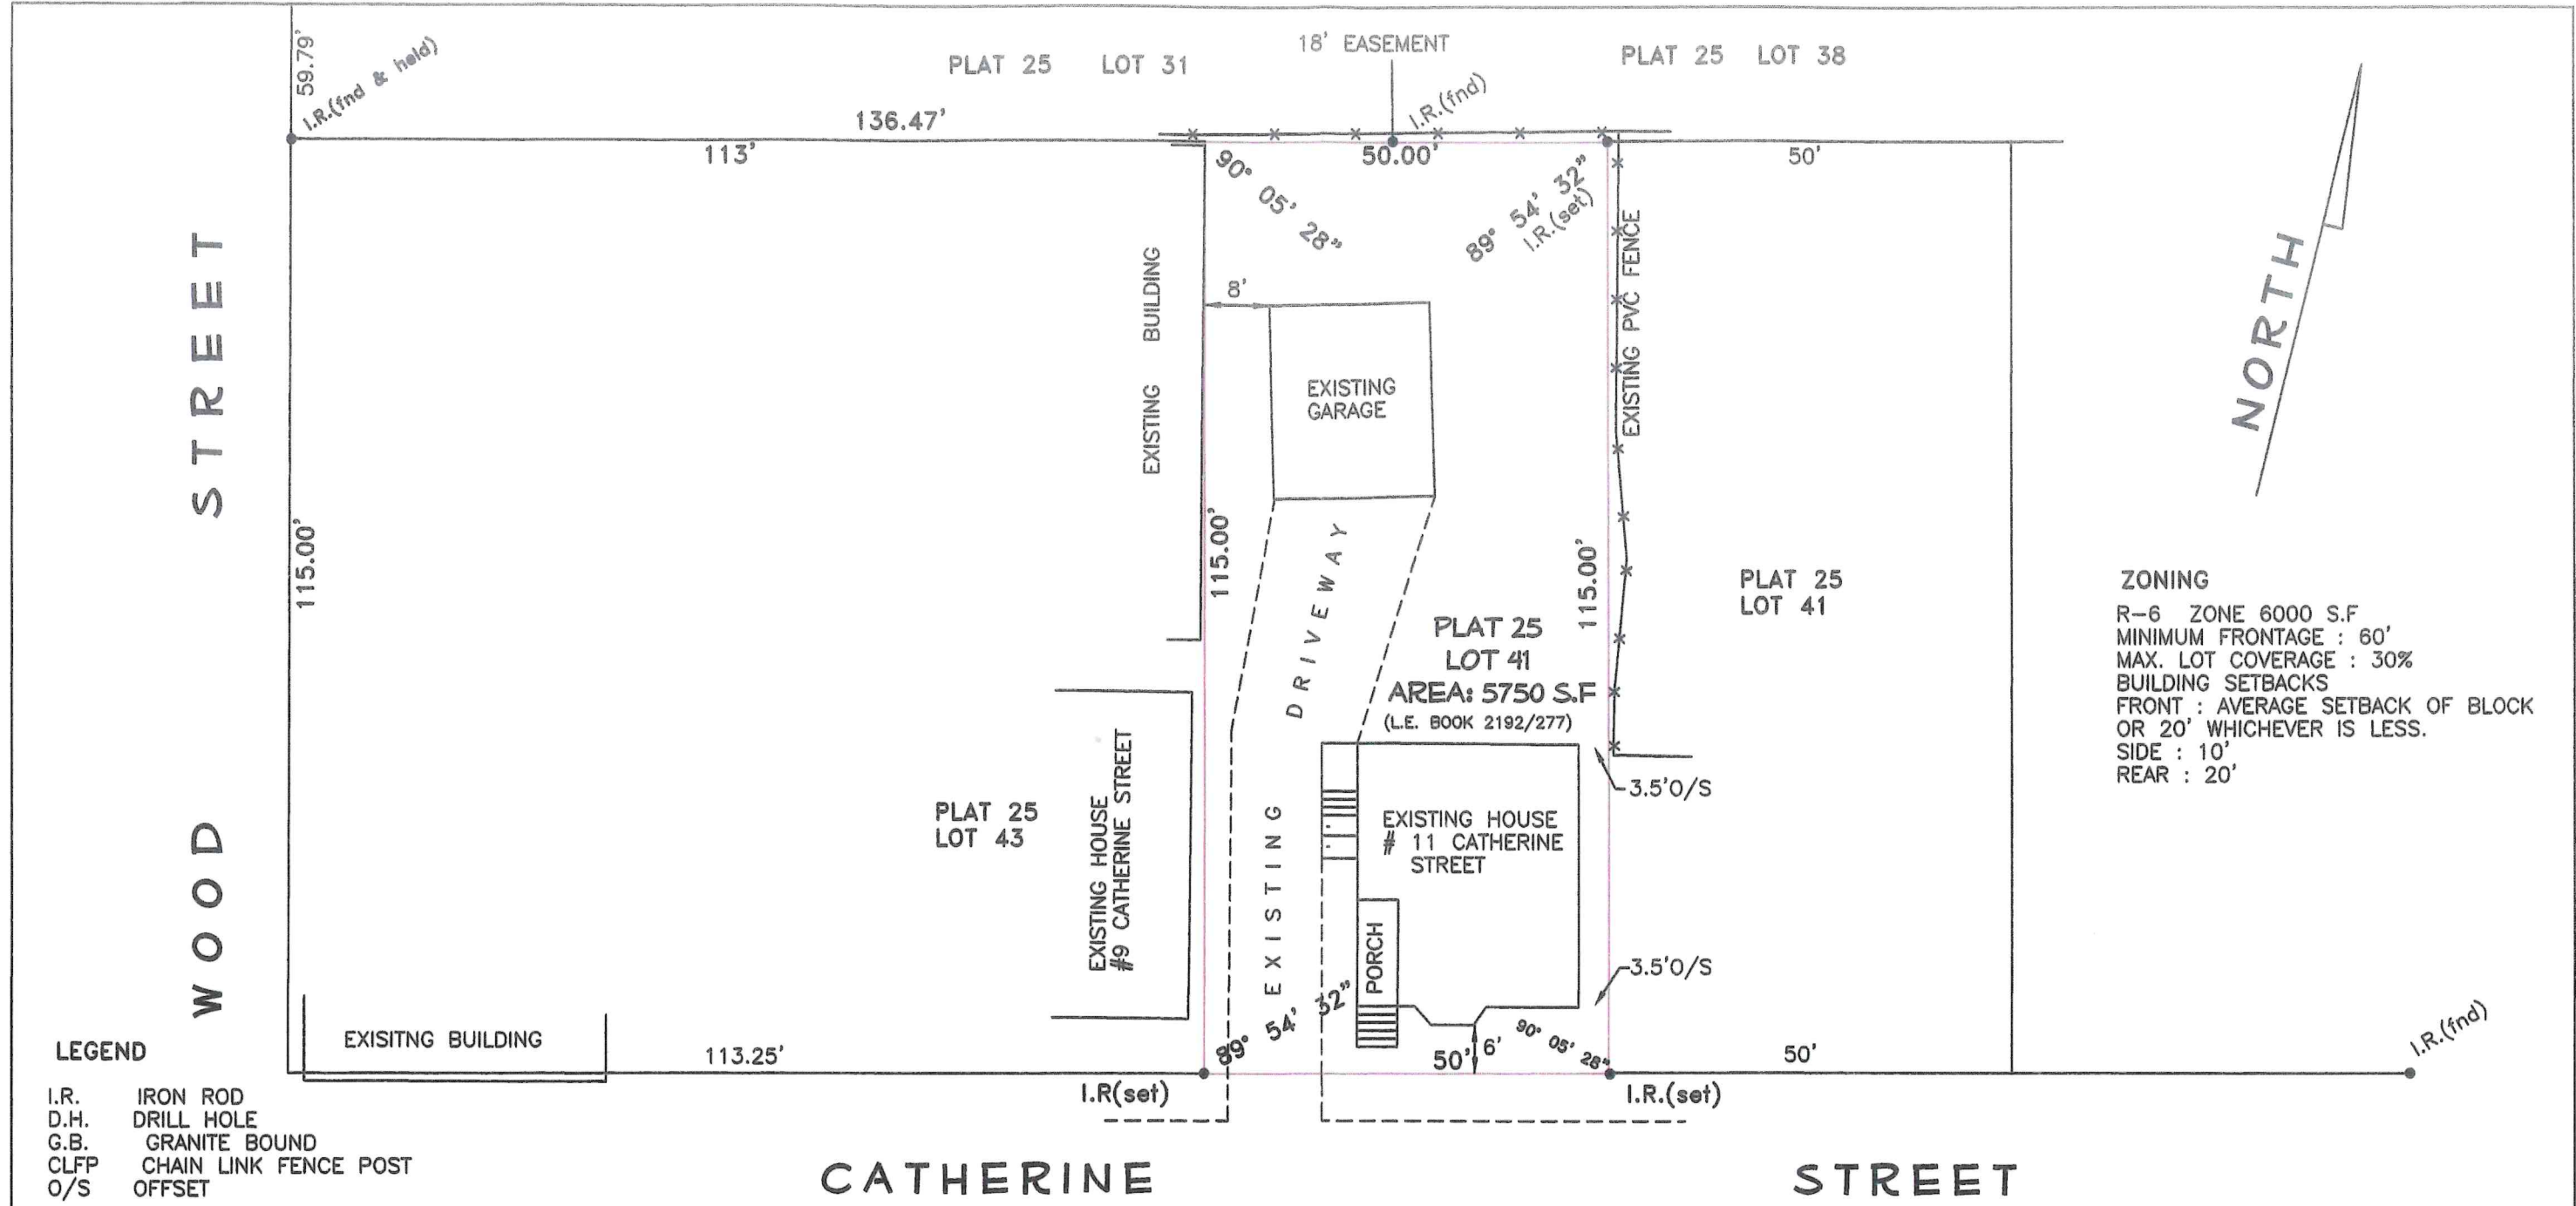 59.79'
I.R.(fnd & held)
PLAT 25 LOT 31
18' EASEMENT
PLAT 25 LOT 38
I.R.(fnd)
136.47'
113'
50.00'
50'
90° 05' 28"
89° 54' 32"
I.R.(set)
NORTH
WOOD STREET
EXISTING BUILDING
8'
EXISTING
GARAGE
EXISTING PVC FENCE
115.00'
115.00'
115.00'
EXISTING DRIVEWAY
PLAT 25
LOT 41
AREA: 5750 S.F
(L.E. BOOK 2192/277)
PLAT 25
LOT 41
ZONING
R-6 ZONE 6000 S.F
MINIMUM FRONTAGE : 60'
MAX. LOT COVERAGE : 30%
BUILDING SETBACKS
FRONT : AVERAGE SETBACK OF BLOCK
OR 20' WHICHEVER IS LESS.
SIDE : 10'
REAR : 20'
PLAT 25
LOT 43
EXISTING HOUSE
#9 CATHERINE STREET
EXISTING HOUSE
# 11 CATHERINE
STREET
3.5'O/S
PORCH
3.5'O/S
89° 54' 32"
90° 05' 28"
6'
EXISITNG BUILDING
113.25'
50'
50'
I.R.(fnd)
I.R(set)
I.R.(set)
LEGEND
I.R. IRON ROD
D.H. DRILL HOLE
G.B. GRANITE BOUND
CLFP CHAIN LINK FENCE POST
O/S OFFSET
CATHERINE STREET